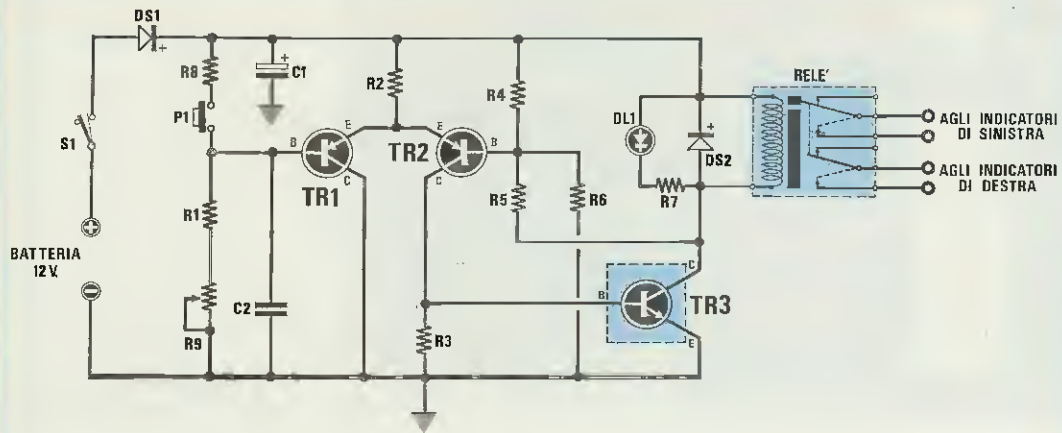 DS1
S1
BATTERIA
12 V.
R8
P1
R1
R9
C1
C2
R2
B
E
C
TR1
TR2
E
C
B
R3
R4
R5
R6
DL1
R7
DS2
RELE'
AGLI INDICATORI
DI SINISTRA
AGLI INDICATORI
DI DESTRA
B
C
E
TR3